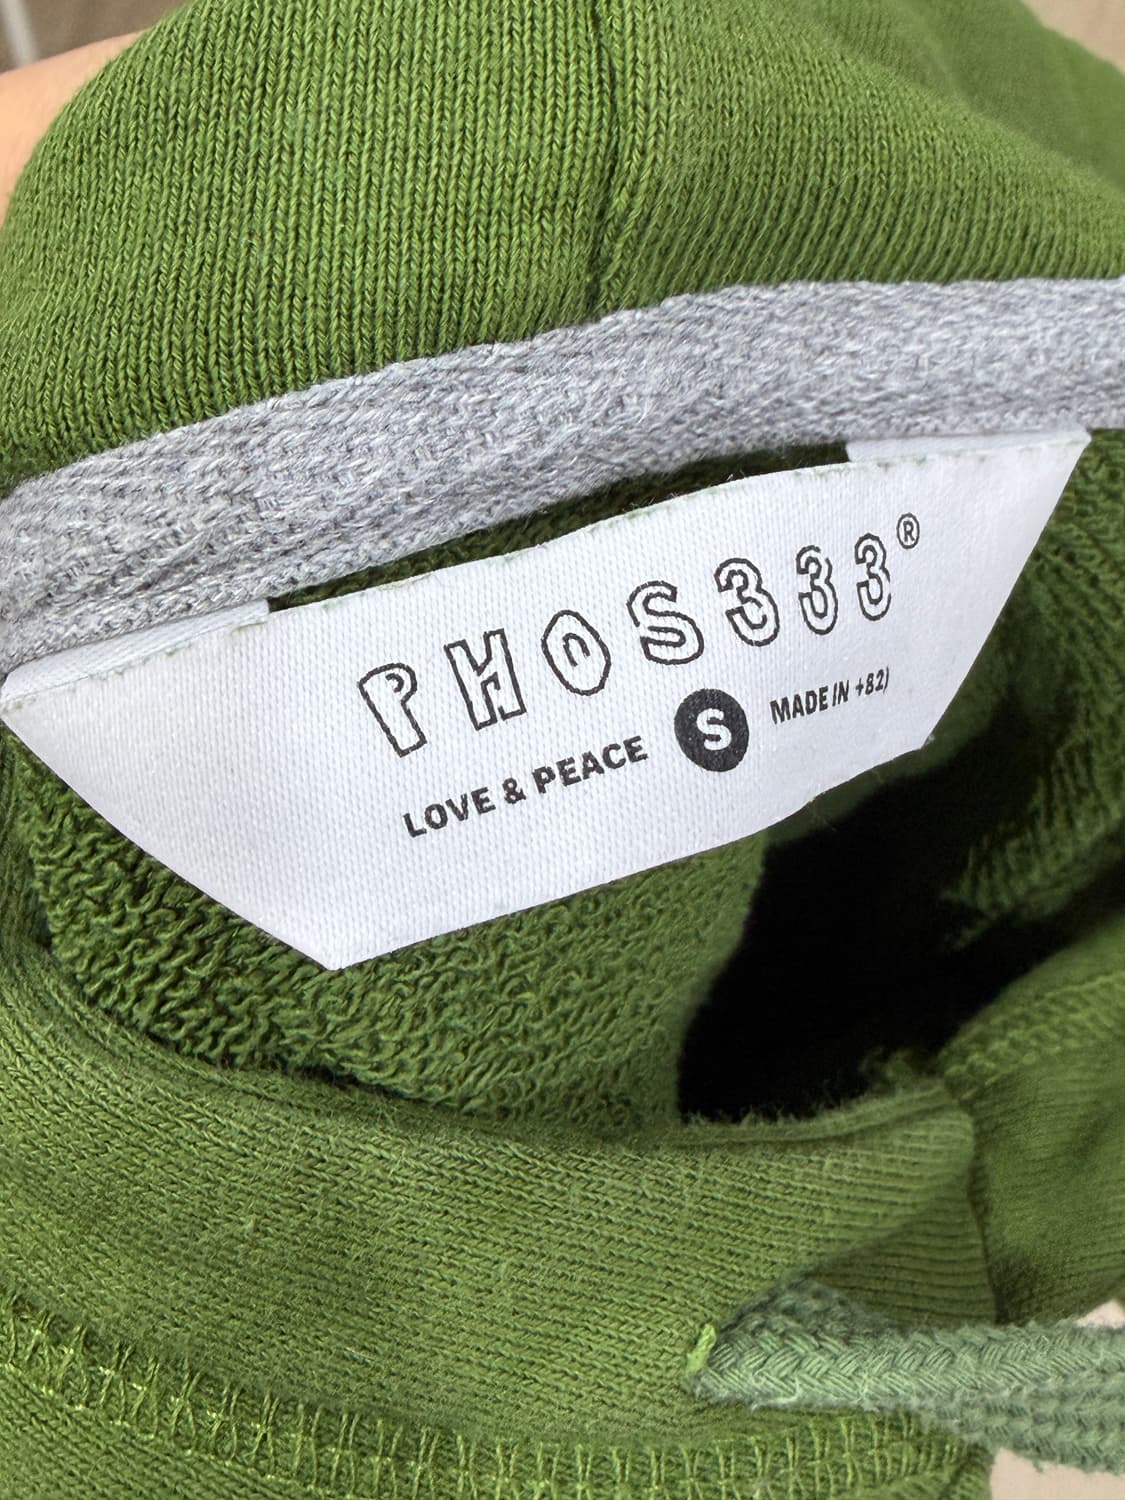 PHOS333®
LOVE & PEACE S MADE IN +82)